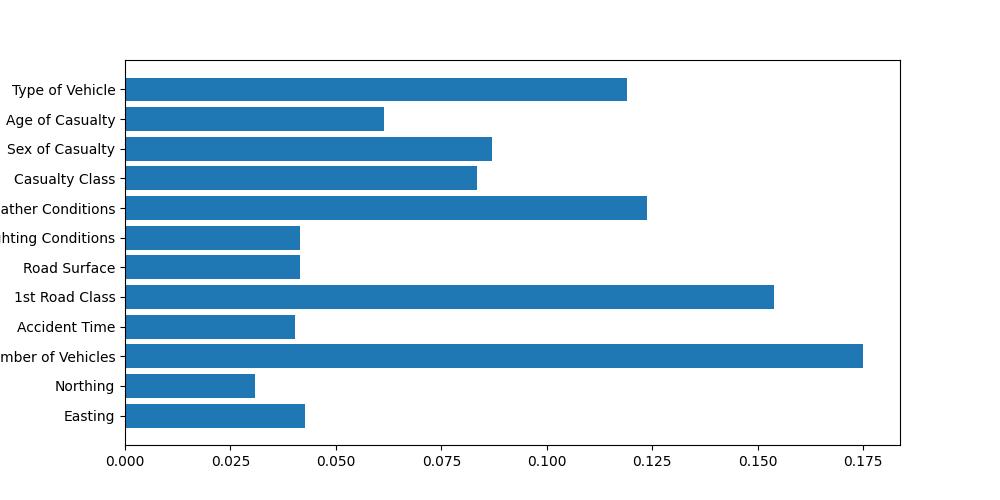 Type of Vehicle
Age of Casualty
Sex of Casualty
Casualty Class
ather Conditions
hting Conditions
Road Surface
1st Road Class
Accident Time
mber of Vehicles
Northing
Easting
0.000 0.025 0.050 0.075 0.100 0.125 0.150 0.175